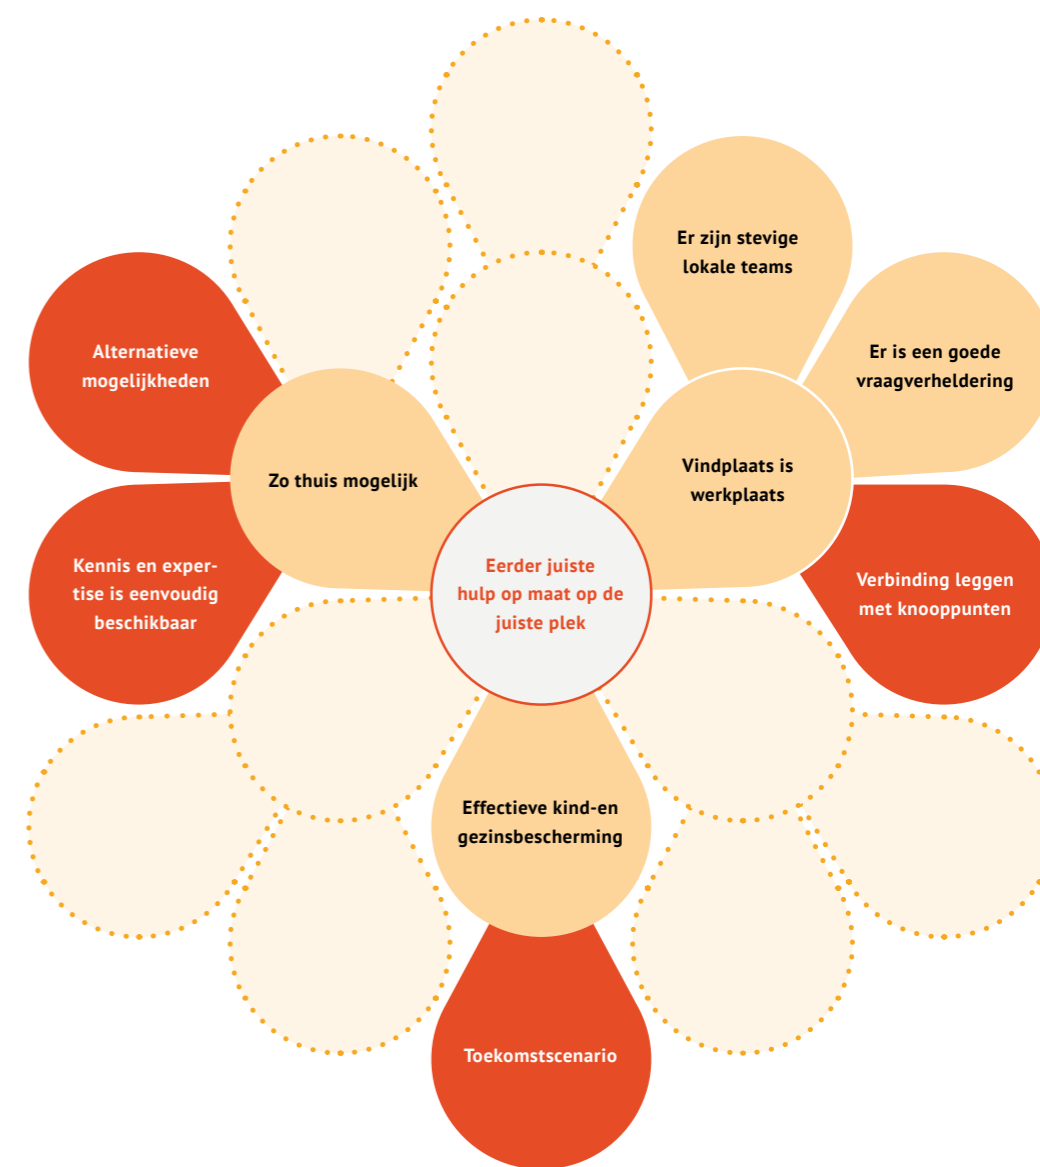 Er zijn stevige
lokale teams
Alternatieve
mogelijkheden
Er is een goede
vraagverheldering
Zo thuis mogelijk
Vindplaats is
werkplaats
Kennis en exper-
tise is eenvoudig
beschikbaar
Eerder juiste
hulp op maat op de
juiste plek
Verbinding leggen
met knooppunten
Effectieve kind-en
gezinsbescherming
Toekomstscenario